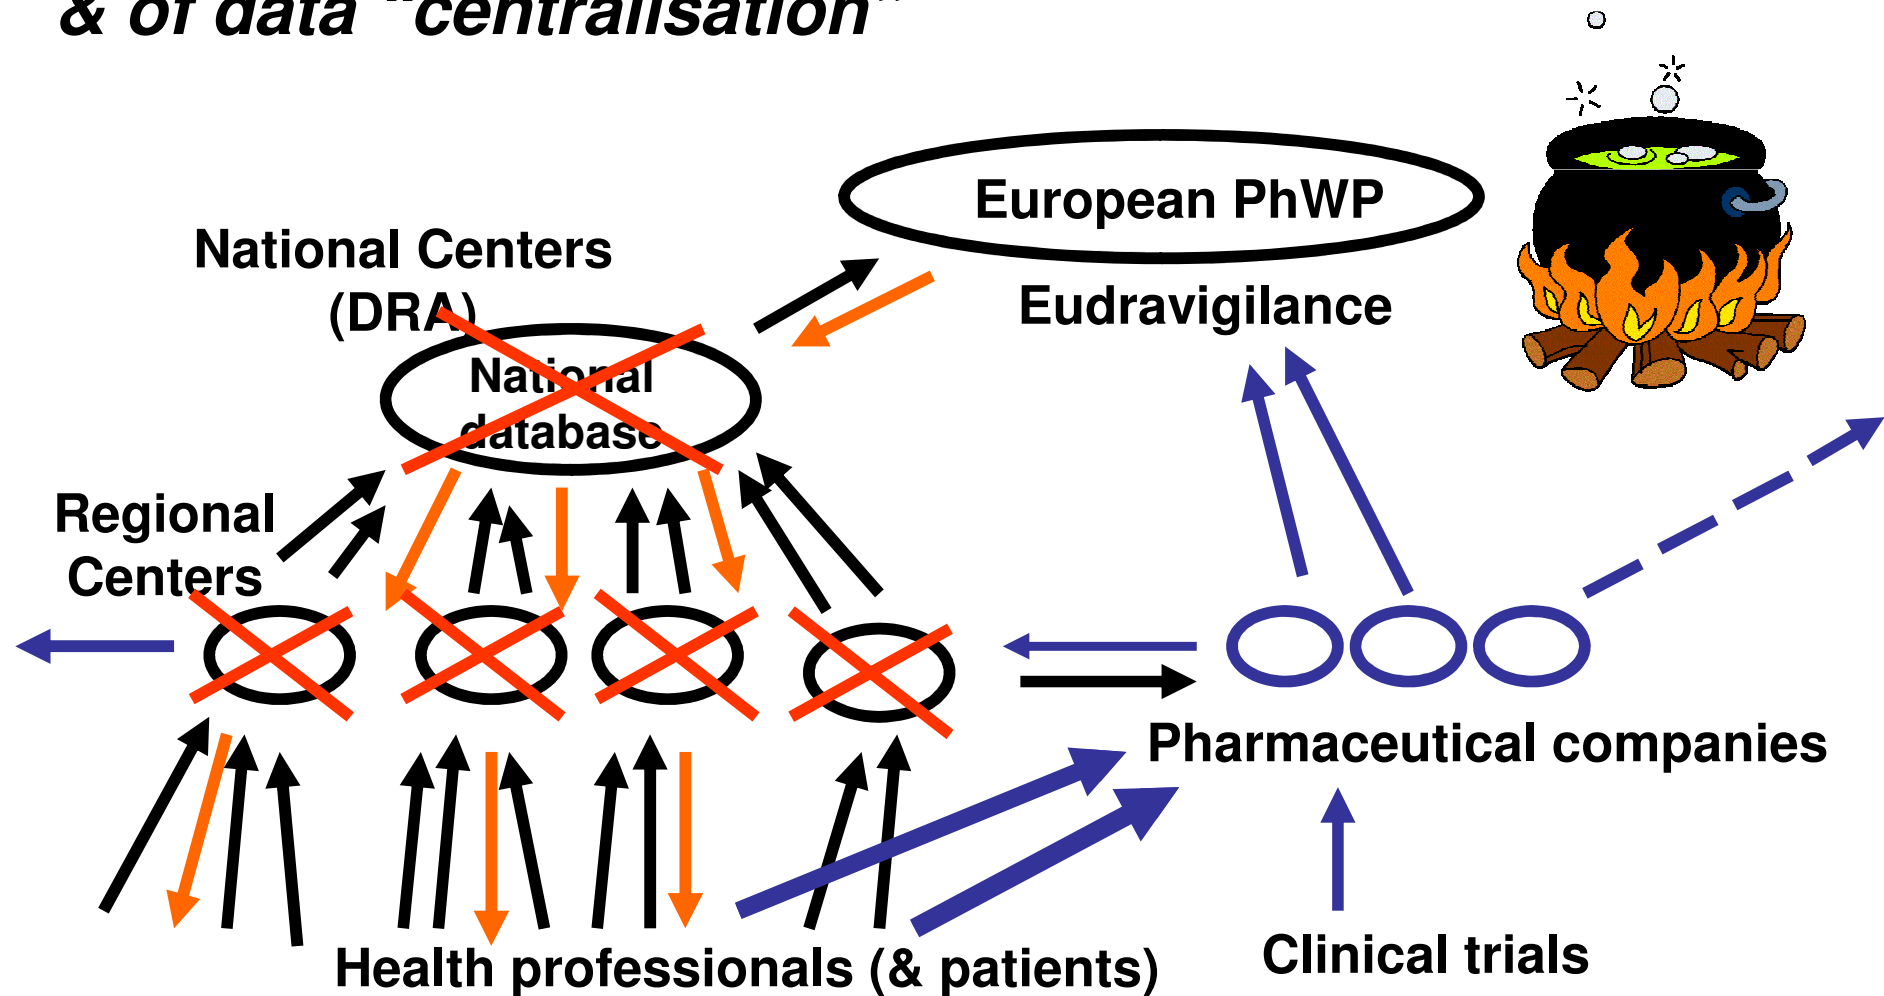 & of data "centralisation"
European PhWP
National Centers
(DRA)
Eudravigilance
National
database
Regional
Centers
Pharmaceutical companies
Health professionals (& patients)
Clinical trials